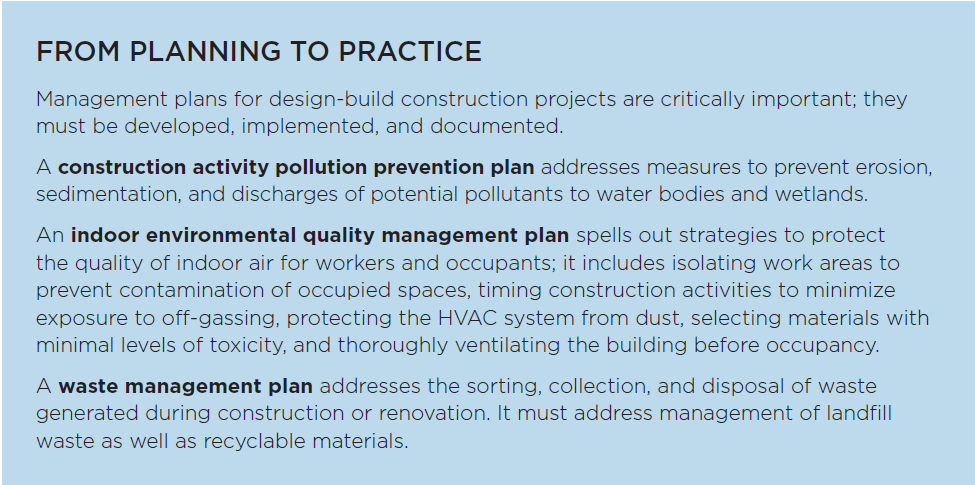 FROM PLANNING TO PRACTICE
Management plans for design-build construction projects are critically important; they
must be developed, implemented, and documented.
A construction activity pollution prevention plan addresses measures to prevent erosion,
sedimentation, and discharges of potential pollutants to water bodies and wetlands.
An indoor environmental quality management plan spells out strategies to protect
the quality of indoor air for workers and occupants; it includes isolating work areas to
prevent contamination of occupied spaces, timing construction activities to minimize
exposure to off-gassing, protecting the HVAC system from dust, selecting materials with
minimal levels of toxicity, and thoroughly ventilating the building before occupancy.
A waste management plan addresses the sorting, collection, and disposal of waste
generated during construction or renovation. It must address management of landfill
waste as well as recyclable materials.